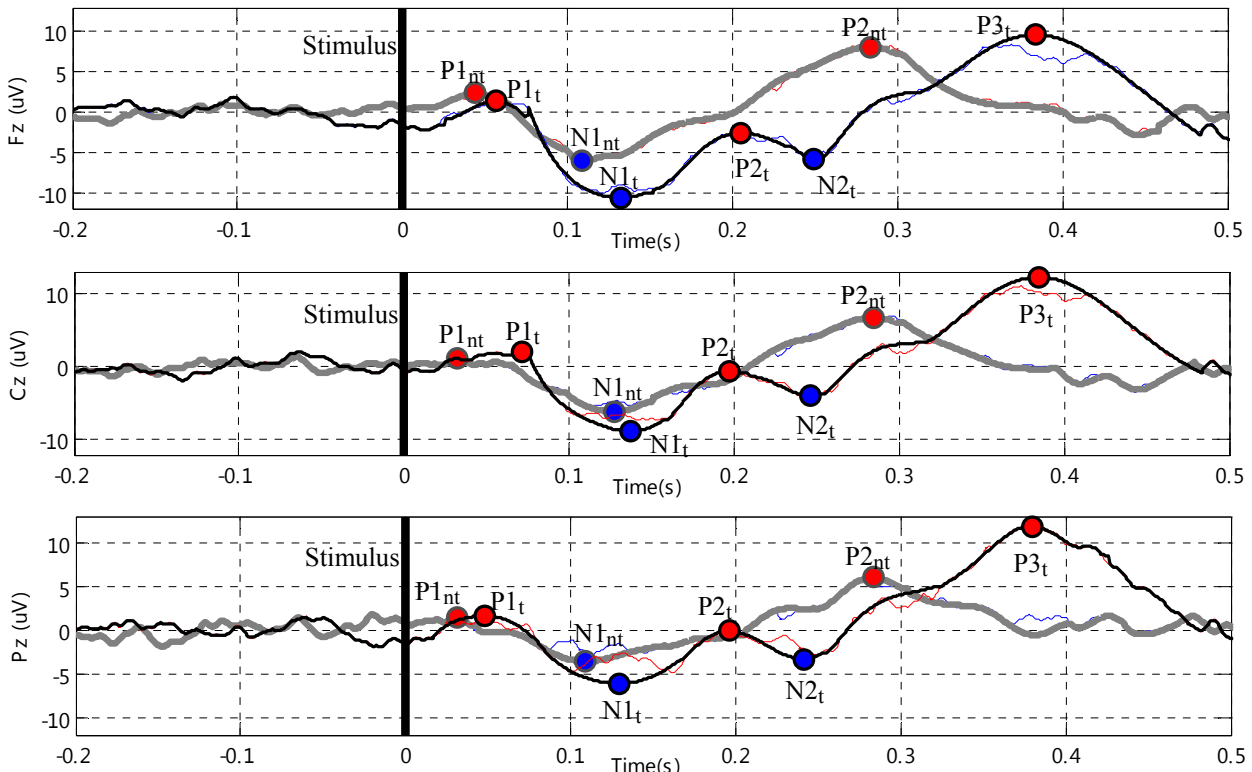 10
Stimulus
P2nt
P3t
5
P1nt
P1t
0
Fz (uV)
-5
N1nt
P2t
N2t
-10
N1t
-0.2 -0.1 0 0.1 0.2 0.3 0.4 0.5
Time(s)
10
Stimulus
P2nt
P3t
P1nt
P1t
P2t
0
Cz (uV)
N1nt
N2t
-10
N1t
-0.2 -0.1 0 0.1 0.2 0.3 0.4 0.5
Time(s)
10
Stimulus
P2nt
P3t
5
P1nt
P1t
P2t
0
Pz (uV)
N1nt
-5
N2t
N1t
-10
-0.2 -0.1 0 0.1 0.2 0.3 0.4 0.5
Time(s)